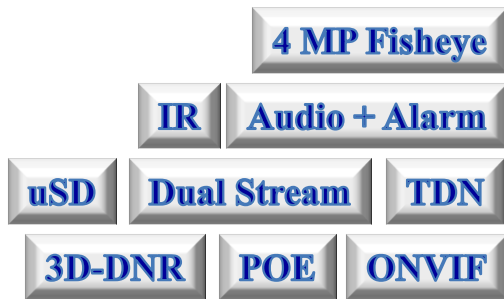 4 MP Fisheye
IR Audio + Alarm
uSD Dual Stream TDN
3D-DNR POE ONVIF